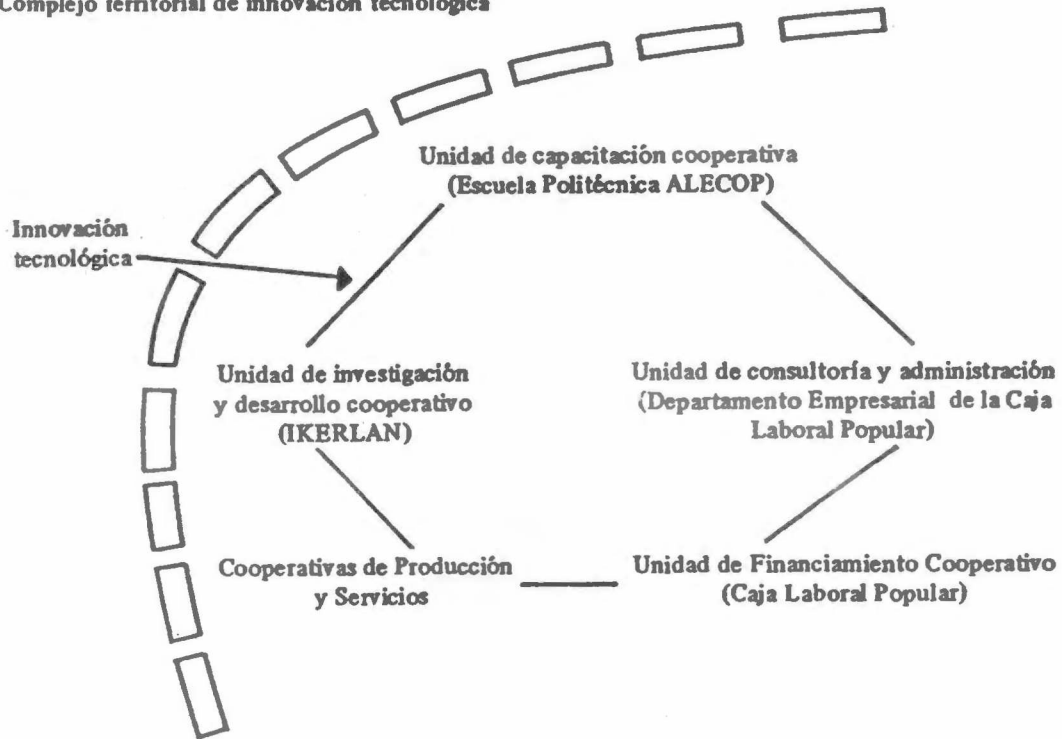 Complejo territorial de innovación tecnológica
Unidad de capacitación cooperativa
(Escuela Politécnica ALECOP)
Innovación
tecnológica
Unidad de investigación
y desarrollo cooperativo
(IKERLAN)
Unidad de consultoría y administración
(Departamento Empresarial de la Caja
Laboral Popular)
Cooperativas de Producción
y Servicios
Unidad de Financiamiento Cooperativo
(Caja Laboral Popular)